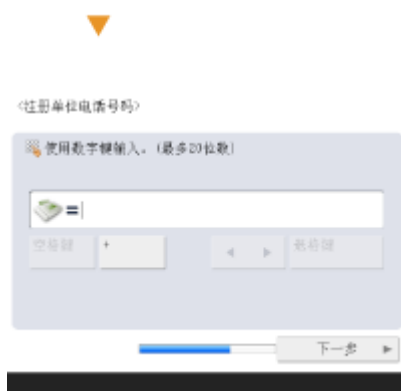 <注册单位电话号码>
使用数字键输入。(最多20位数)
=
空格键 + ◀ ▶ 退格键
下一步 ▶